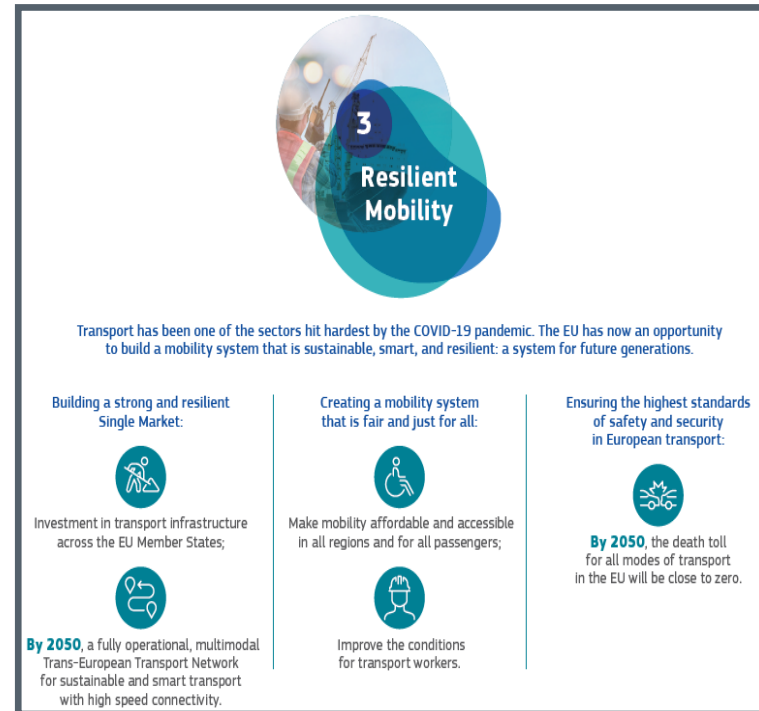 3
Resilient
Mobility
Transport has been one of the sectors hit hardest by the COVID-19 pandemic. The EU has now an opportunity
to build a mobility system that is sustainable, smart, and resilient: a system for future generations.
Building a strong and resilient
Single Market:
Investment in transport infrastructure
across the EU Member States;
By 2050, a fully operational, multimodal
Trans-European Transport Network
for sustainable and smart transport
with high speed connectivity.
Creating a mobility system
that is fair and just for all:
Make mobility affordable and accessible
in all regions and for all passengers;
Improve the conditions
for transport workers.
Ensuring the highest standards
of safety and security
in European transport:
By 2050, the death toll
for all modes of transport
in the EU will be close to zero.